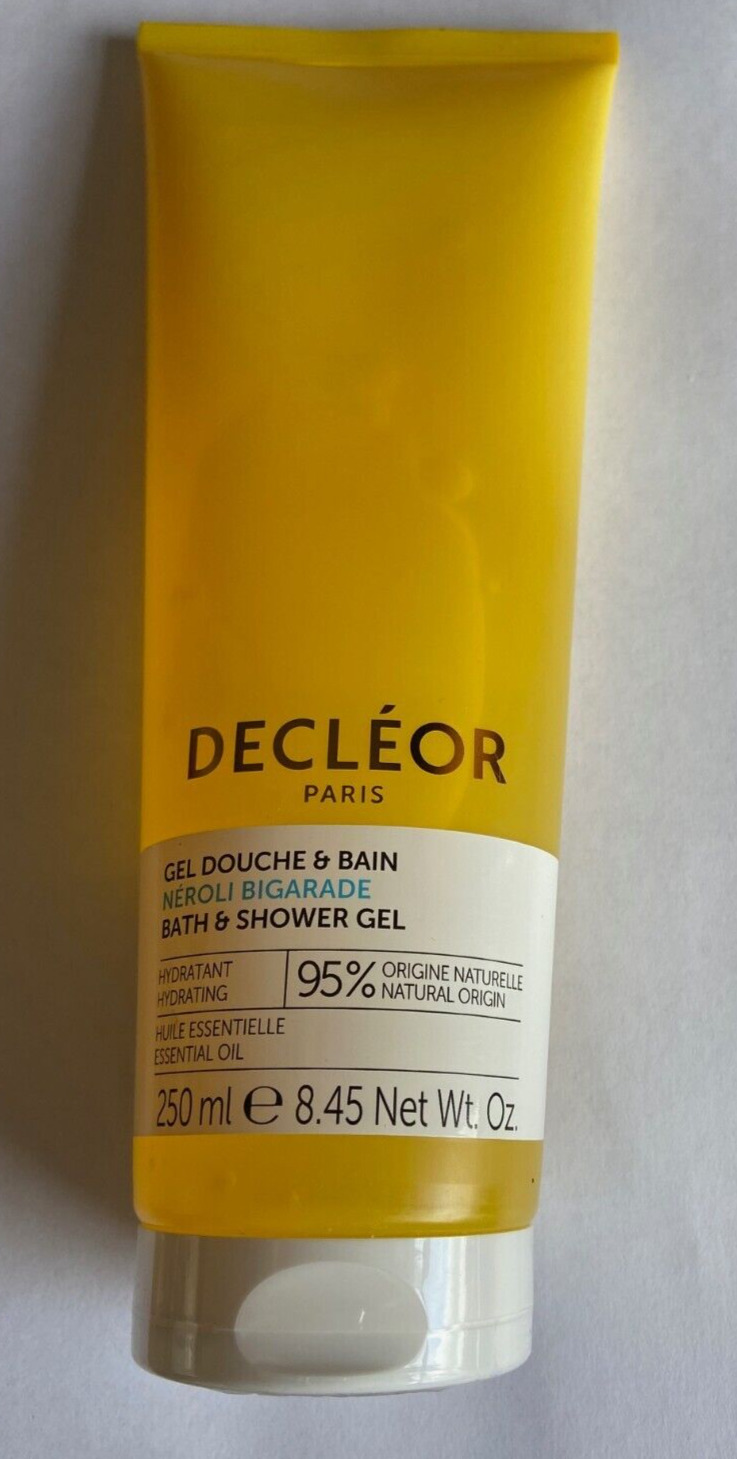 DECLÉOR
PARIS
GEL DOUCHE & BAIN
NÉROLI BIGARADE
BATH & SHOWER GEL
HYDRATANT
HYDRATING
95% ORIGINE NATURELLE
NATURAL ORIGIN
HUILE ESSENTIELLE
ESSENTIAL OIL
250 ml ℮ 8.45 Net Wt. Oz.